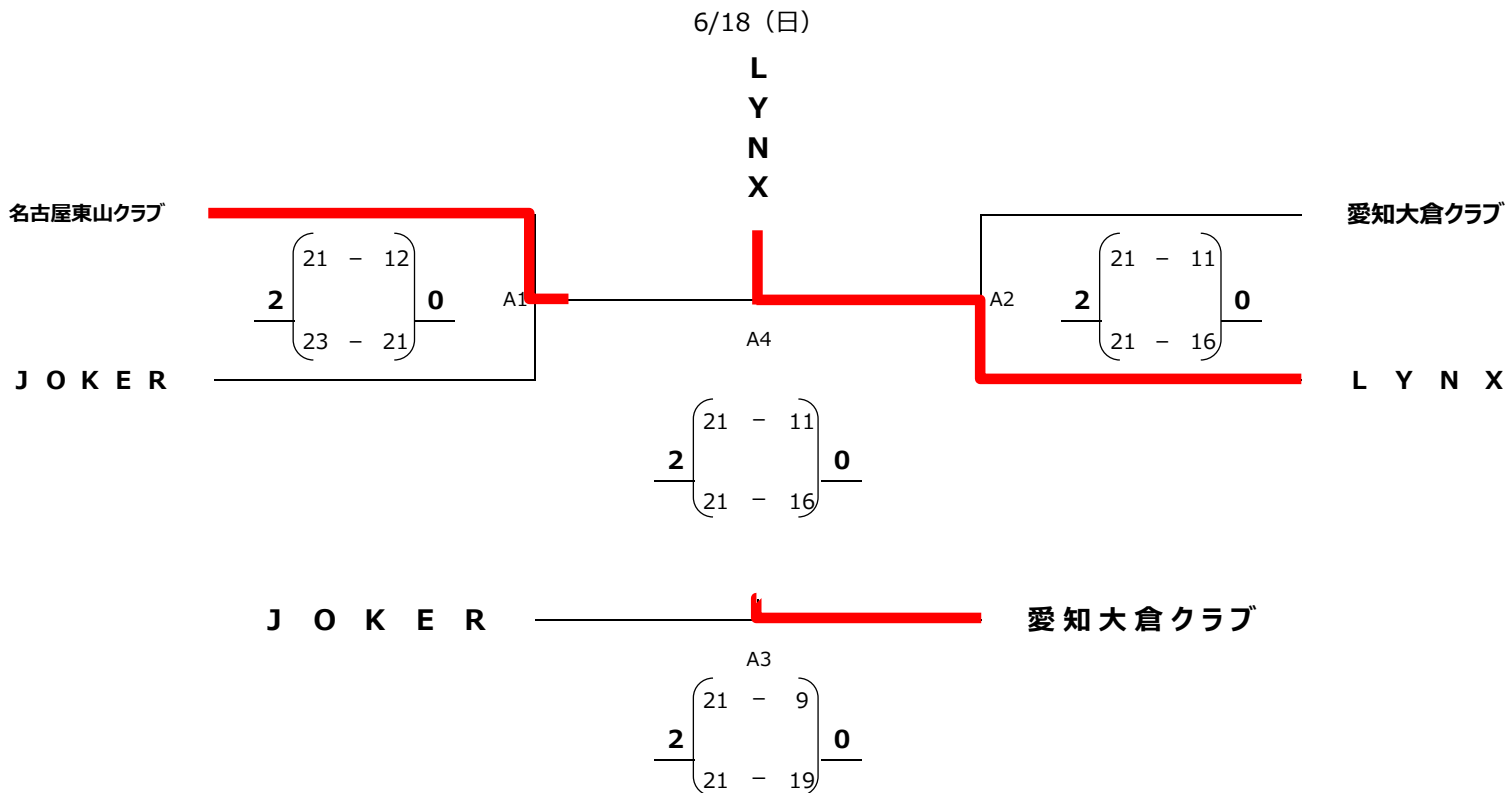 6/18（日）
L
Y
N
X
名古屋東山クラブ
愛知大倉クラブ
21 － 12
21 － 11
2 0 A1
A2 2 0
23 － 21
A4
21 － 16
J O K E R
L Y N X
21 － 11
2 0
21 － 16
J O K E R
愛知大倉クラブ
A3
21 － 9
2 0
21 － 19